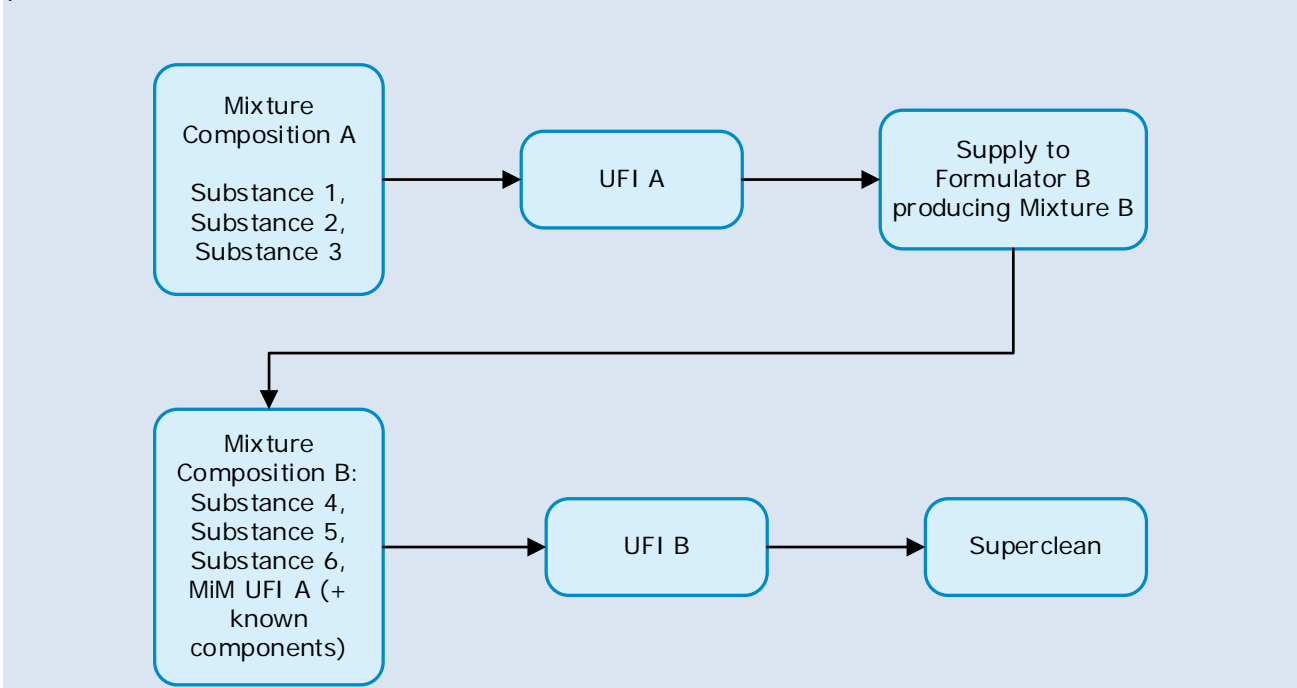 Mixture
Composition A
Substance 1,
Substance 2,
Substance 3
UFI A
Supply to
Formulator B
producing Mixture B
Mixture
Composition B:
Substance 4,
Substance 5,
Substance 6,
MiM UFI A (+
known
components)
UFI B
Superclean